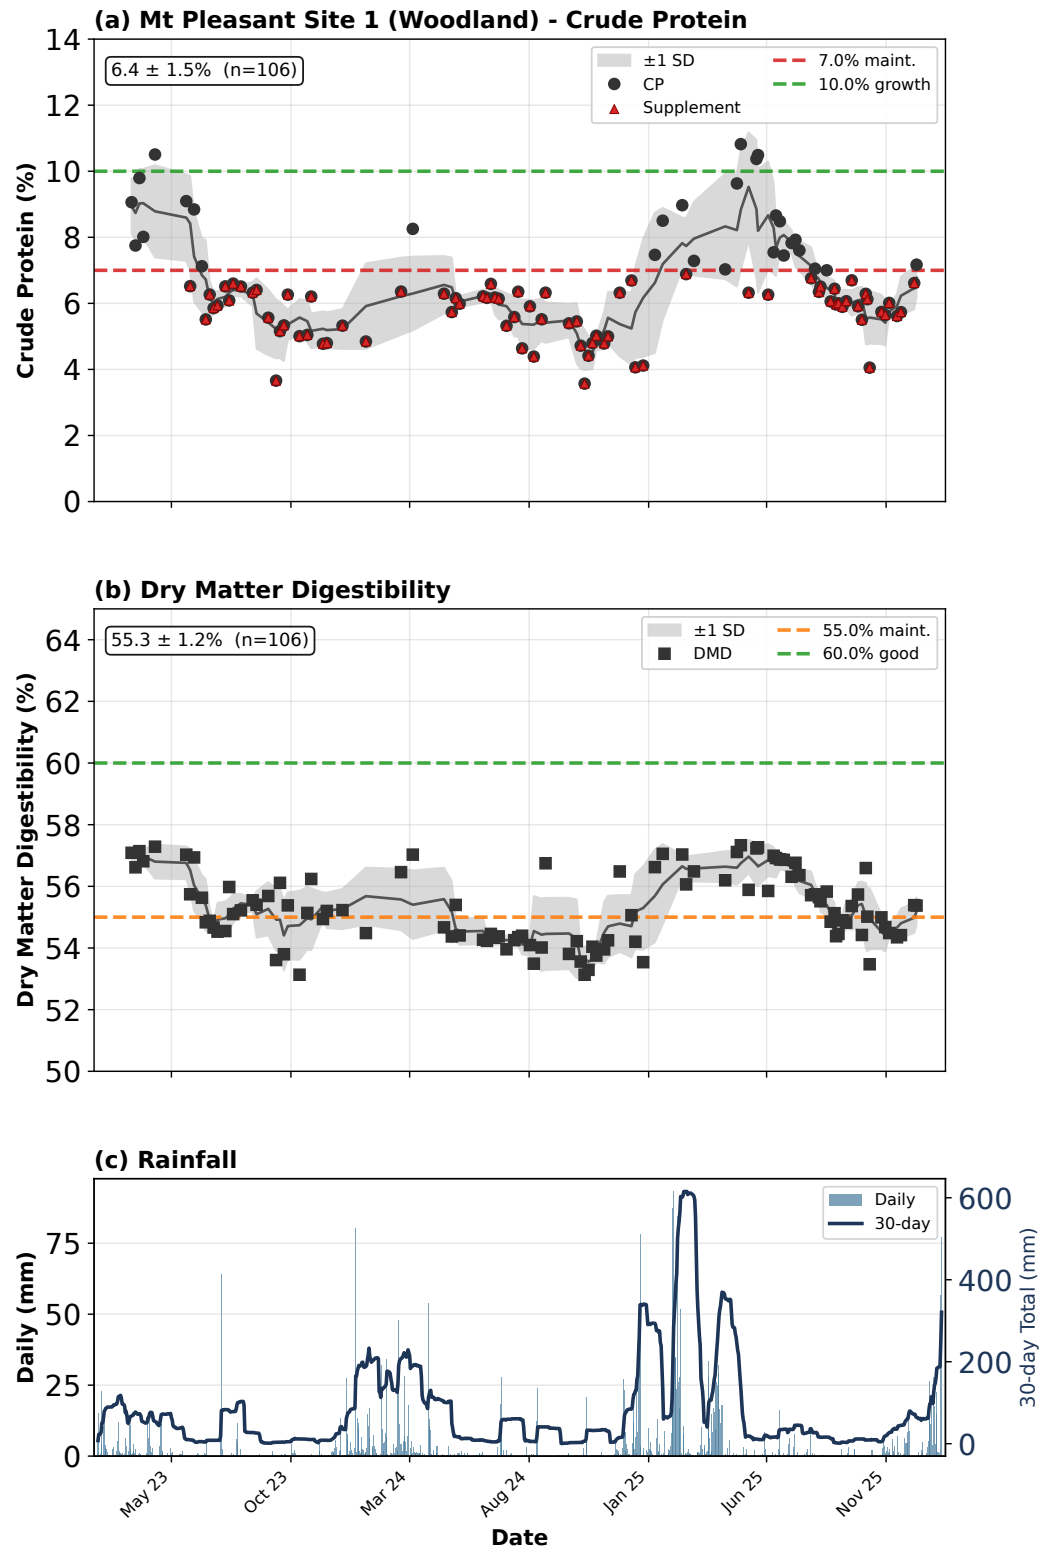 (a) Mt Pleasant Site 1 (Woodland) - Crude Protein
14
12
10
8
6
4
2
0
Crude Protein (%)
6.4 ± 1.5%  (n=106)
±1 SD
CP
Supplement
7.0% maint.
10.0% growth
(b) Dry Matter Digestibility
64
62
60
58
56
54
52
50
Dry Matter Digestibility (%)
55.3 ± 1.2%  (n=106)
±1 SD
DMD
55.0% maint.
60.0% good
(c) Rainfall
75
50
25
0
Daily (mm)
Daily
30-day
600
400
200
0
30-day Total (mm)
May 23
Oct 23
Mar 24
Aug 24
Jan 25
Jun 25
Nov 25
Date